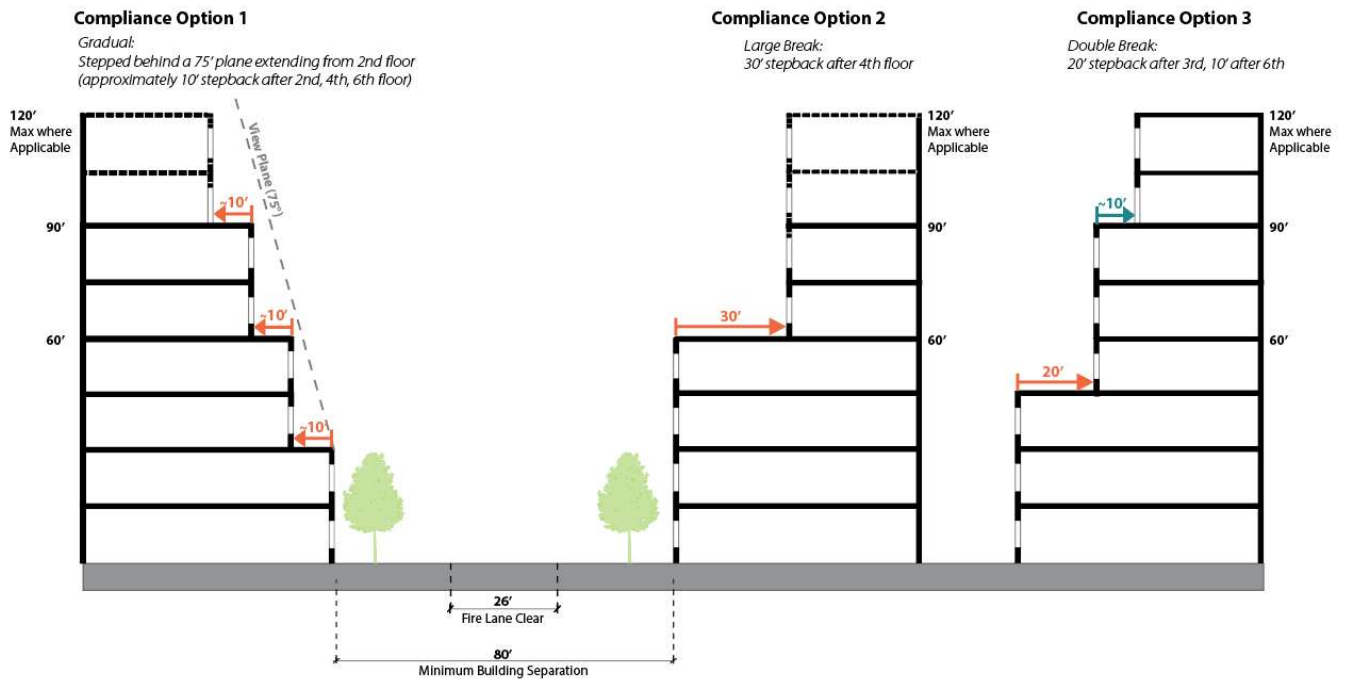 Compliance Option 1
Gradual:
Stepped behind a 75' plane extending from 2nd floor
(approximately 10' stepback after 2nd, 4th, 6th floor)
Compliance Option 2
Large Break:
30' stepback after 4th floor
Compliance Option 3
Double Break:
20' stepback after 3rd, 10' after 6th
120'
Max where
Applicable
90'
60'
View Plane (75°)
~10'
~10'
~10'
120'
Max where
Applicable
90'
60'
30'
120'
Max where
Applicable
90'
60'
~10'
20'
26'
Fire Lane Clear
80'
Minimum Building Separation